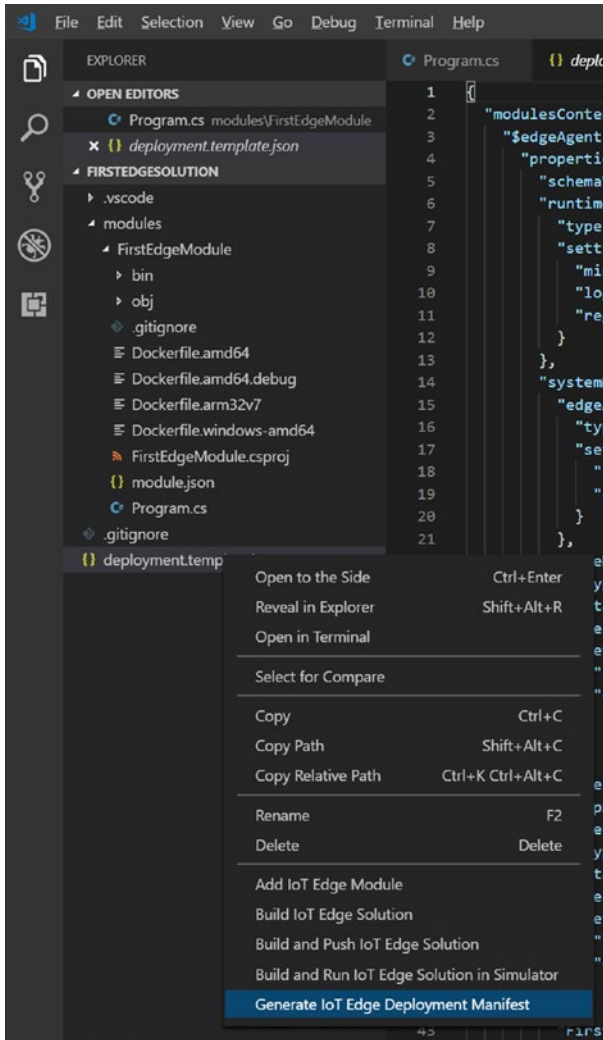 File Edit Selection View Go Debug Terminal Help
EXPLORER
OPEN EDITORS
Program.cs modules\FirstEdgeModule
deployment.template.json
FIRSTEDGESOLUTION
.vscode
modules
FirstEdgeModule
bin
obj
.gitignore
Dockerfile.amd64
Dockerfile.amd64.debug
Dockerfile.arm32v7
Dockerfile.windows-amd64
FirstEdgeModule.csproj
module.json
Program.cs
.gitignore
{} deployment.temp
Program.cs {} deplo
1 {
2 "modulesConte
3 "$edgeAgent
4 "properti
5 "schema
6 "runtim
7 "type
8 "sett
9 "mi
10 "lo
11 "re
12 }
13 },
14 "system
15 "edge
16 "ty
17 "se
18 "
19 "
20 }
21 },
Open to the Side Ctrl+Enter
Reveal in Explorer Shift+Alt+R
Open in Terminal
Select for Compare
Copy Ctrl+C
Copy Path Shift+Alt+C
Copy Relative Path Ctrl+K Ctrl+Alt+C
Rename F2
Delete Delete
Add IoT Edge Module
Build IoT Edge Solution
Build and Push IoT Edge Solution
Build and Run IoT Edge Solution in Simulator
Generate IoT Edge Deployment Manifest
43 "Firs